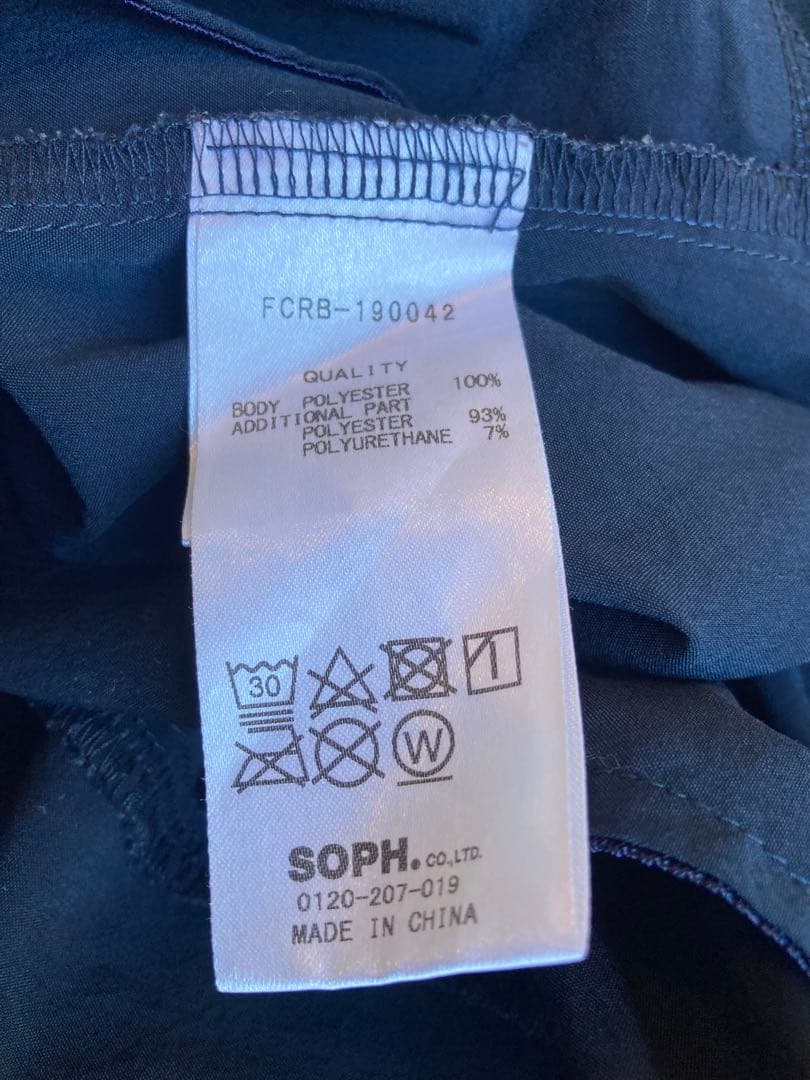 FCRB-190042
QUALITY
BODY POLYESTER 100%
ADDITIONAL PART
POLYESTER 93%
POLYURETHANE 7%
30
W
SOPH. CO.,LTD.
0120-207-019
MADE IN CHINA